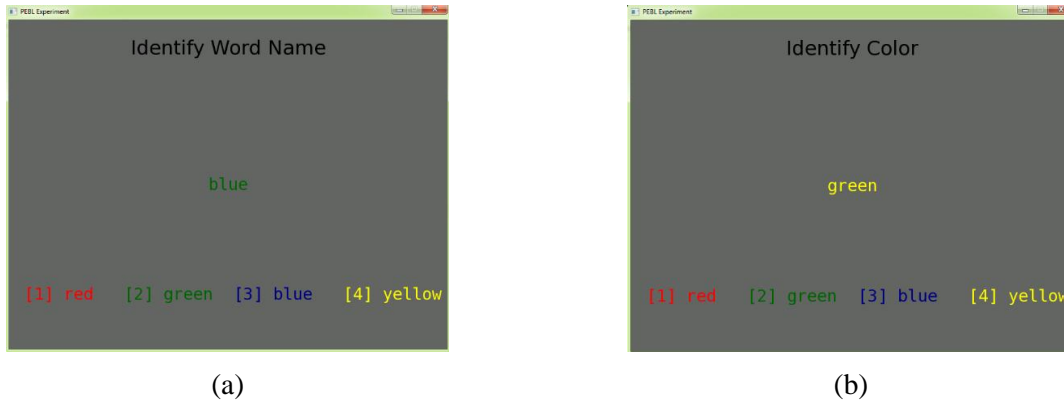 PEBL Experiment
Identify Word Name
blue
[1] red [2] green [3] blue [4] yellow
(a)
PEBL Experiment
Identify Color
green
[1] red [2] green [3] blue [4] yellow
(b)